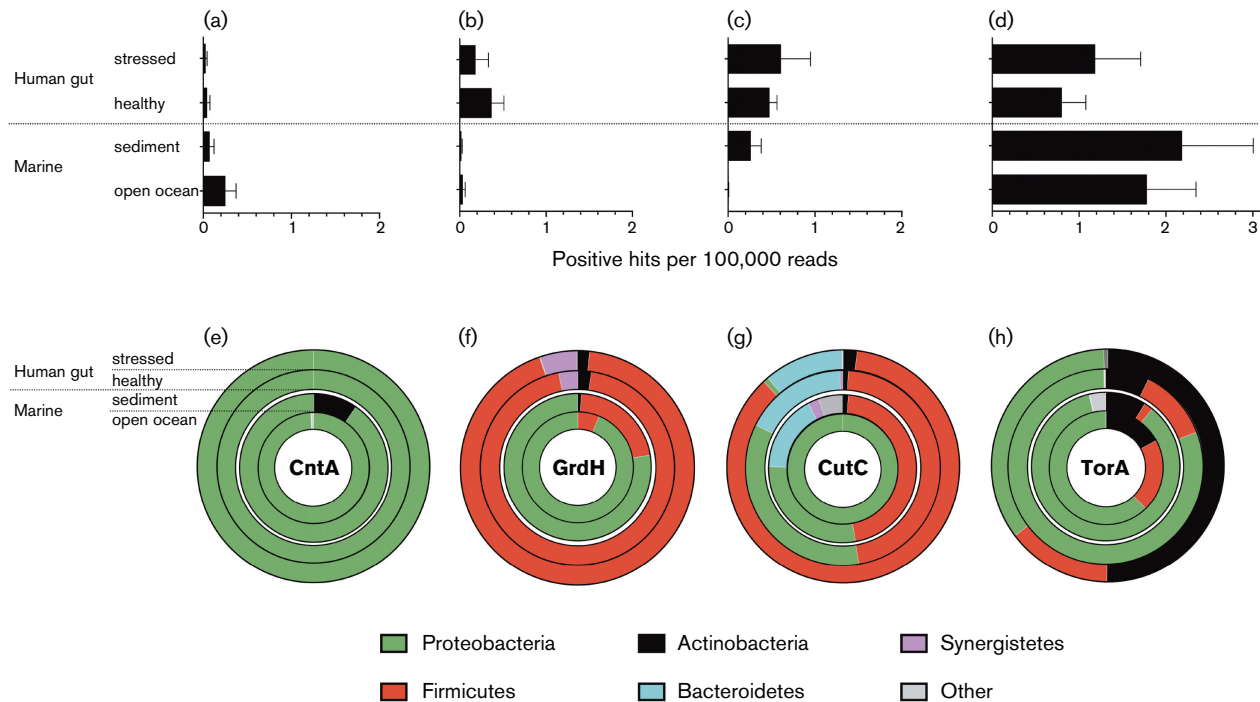 (a) (b) (c) (d)
Human gut
stressed
healthy
Marine
sediment
open ocean
0 1 2 0 1 2 0 1 2 0 1 2 3
Positive hits per 100,000 reads
(e) (f) (g) (h)
Human gut
stressed
healthy
Marine
sediment
open ocean
CntA GrdH CutC TorA
Proteobacteria Actinobacteria Synergistetes
Firmicutes Bacteroidetes Other